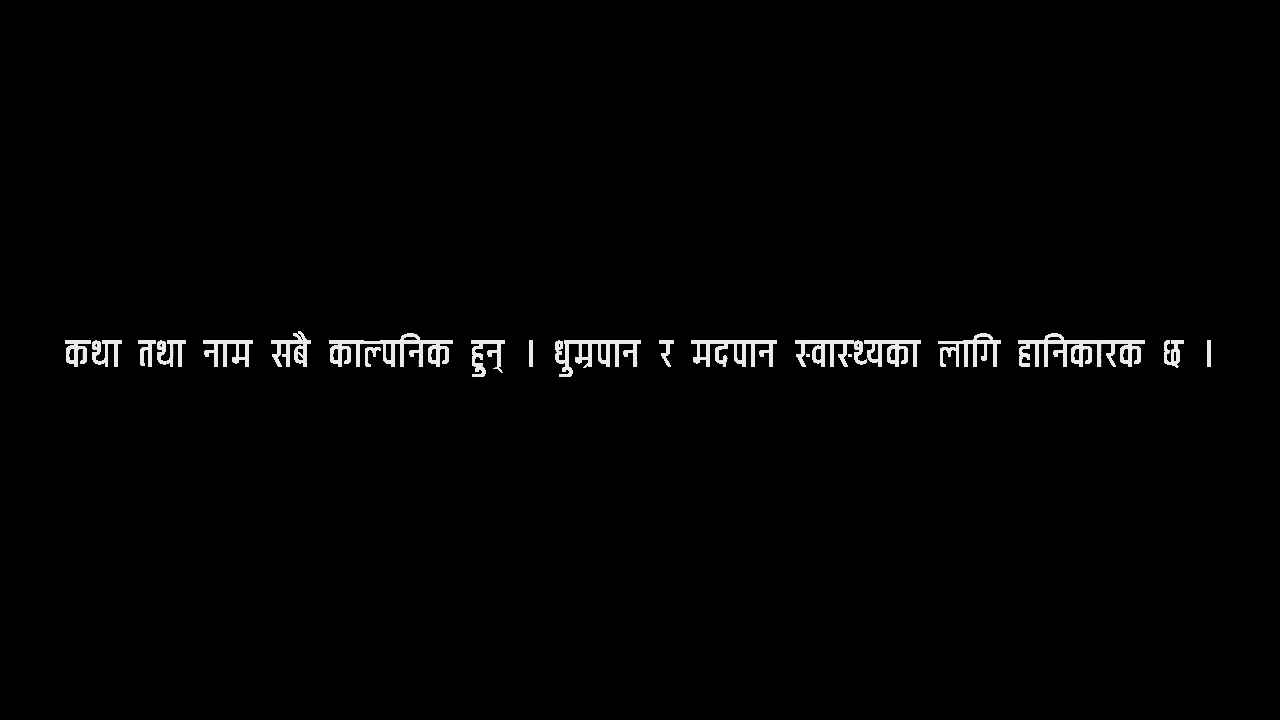 कथा तथा नाम सबै काल्पनिक हुन् । धुम्रपान र मदपान स्वास्थ्यका लागि हानिकारक छ ।